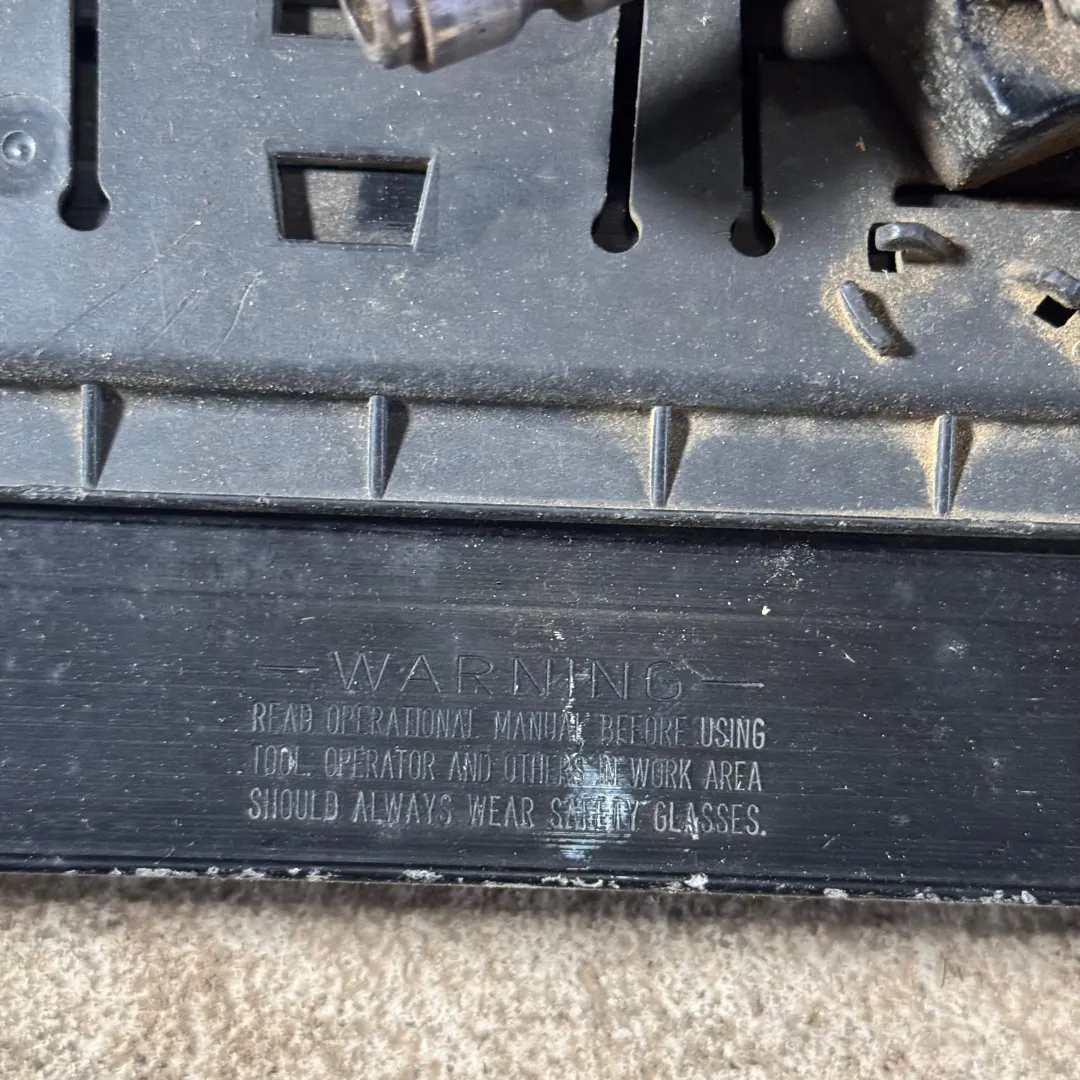 —WARNING—
READ OPERATIONAL MANUAL BEFORE USING
TOOL. OPERATOR AND OTHERS IN WORK AREA
SHOULD ALWAYS WEAR SAFETY GLASSES.